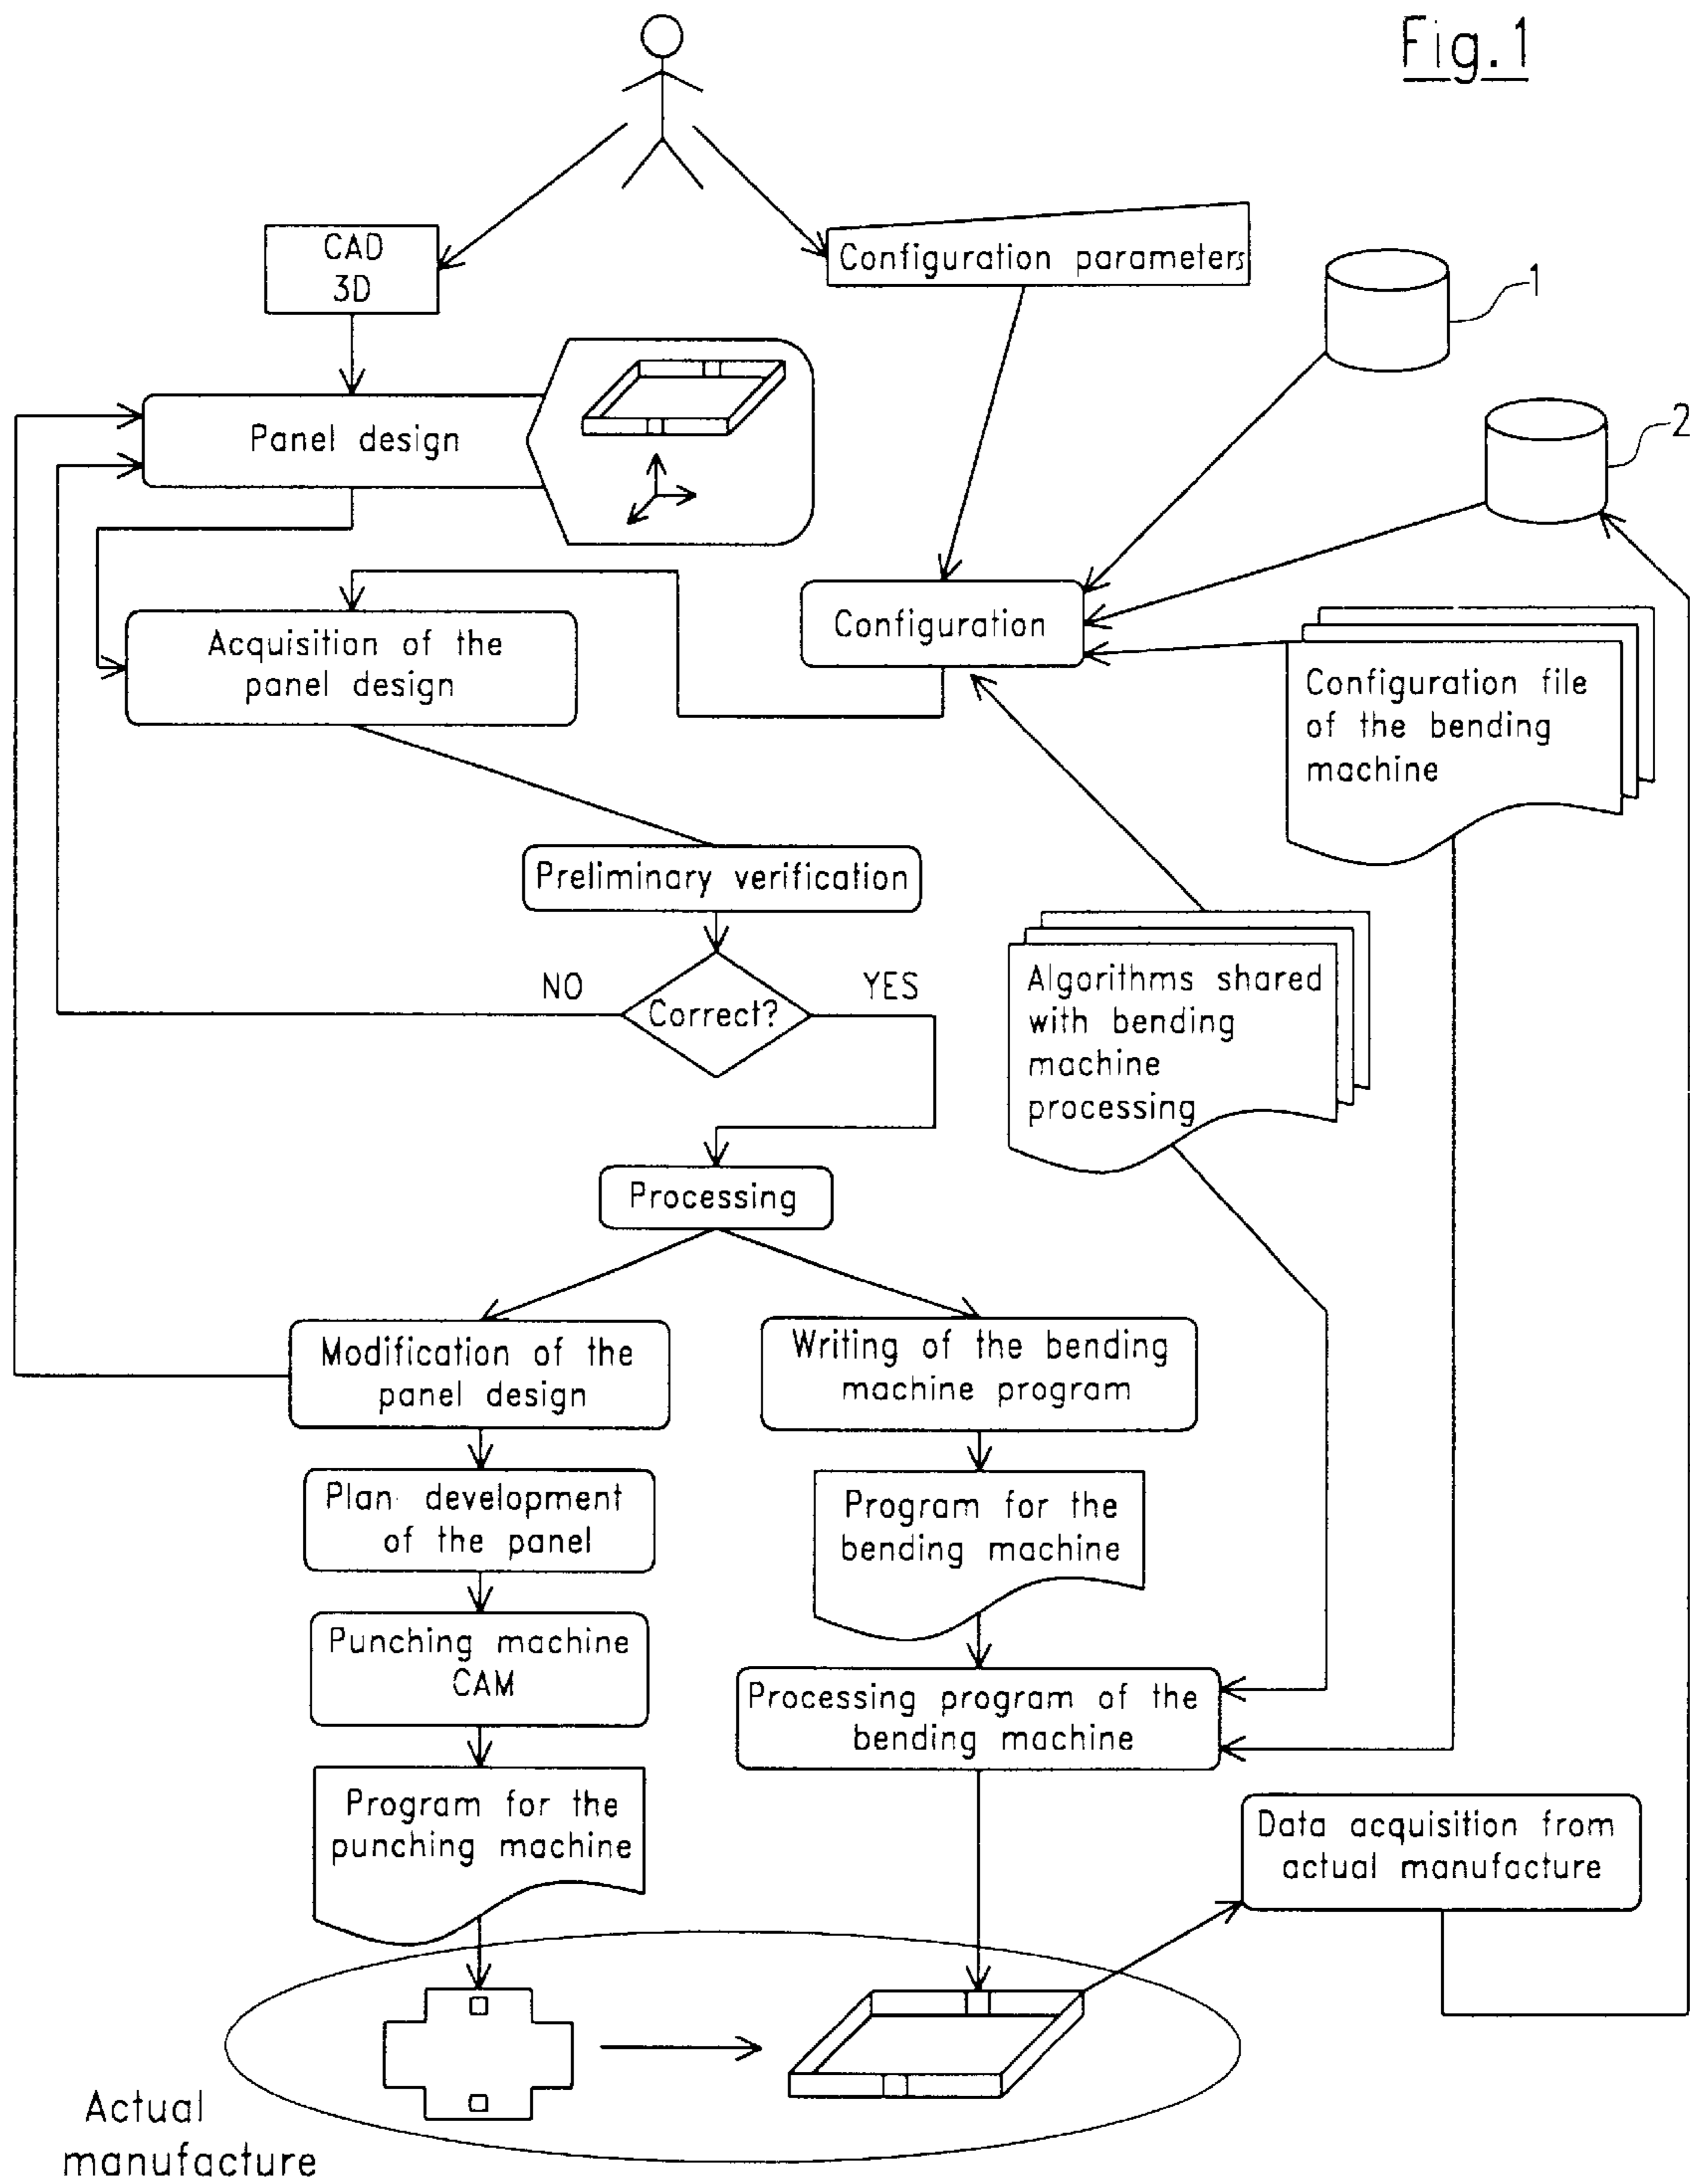 Fig. 1
CAD
3D
Configuration parameters
1
2
Panel design
Configuration
Acquisition of the
panel design
Configuration file
of the bending
machine
Preliminary verification
NO
YES
Correct?
Algorithms shared
with bending
machine
processing
Processing
Modification of the
panel design
Writing of the bending
machine program
Plan development
of the panel
Program for the
bending machine
Punching machine
CAM
Processing program of the
bending machine
Program for the
punching machine
Data acquisition from
actual manufacture
Actual
manufacture